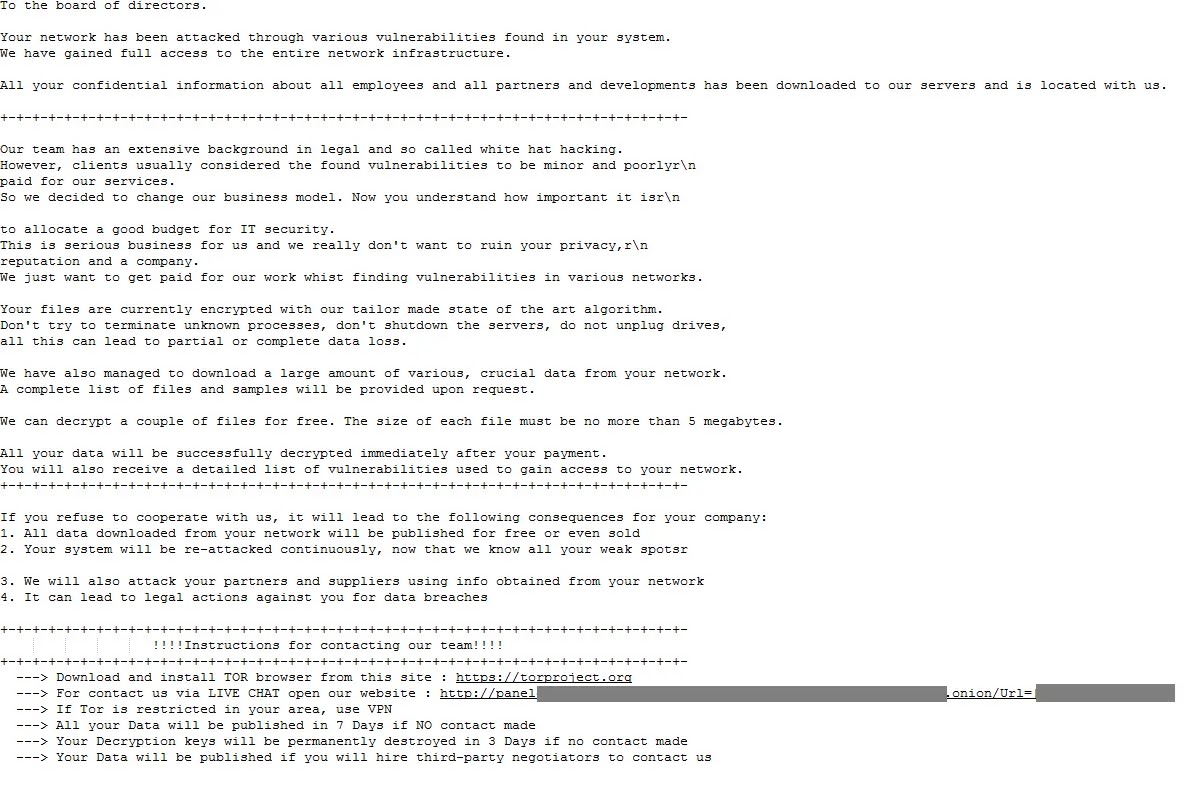 To the board of directors.
Your network has been attacked through various vulnerabilities found in your system.
We have gained full access to the entire network infrastructure.
All your confidential information about all employees and all partners and developments has been downloaded to our servers and is located with us.
+-+-+-+-+-+-+-+-+-+-+-+-+-+-+-+-+-+-+-+-+-+-+-+-+-+-+-+-+-+-+-+-+-+-+-+-+-+-+-+-+-+-+-
Our team has an extensive background in legal and so called white hat hacking.
However, clients usually considered the found vulnerabilities to be minor and poorlyr\n
paid for our services.
So we decided to change our business model. Now you understand how important it isr\n
to allocate a good budget for IT security.
This is serious business for us and we really don't want to ruin your privacy,r\n
reputation and a company.
We just want to get paid for our work whist finding vulnerabilities in various networks.
Your files are currently encrypted with our tailor made state of the art algorithm.
Don't try to terminate unknown processes, don't shutdown the servers, do not unplug drives,
all this can lead to partial or complete data loss.
We have also managed to download a large amount of various, crucial data from your network.
A complete list of files and samples will be provided upon request.
We can decrypt a couple of files for free. The size of each file must be no more than 5 megabytes.
All your data will be successfully decrypted immediately after your payment.
You will also receive a detailed list of vulnerabilities used to gain access to your network.
+-+-+-+-+-+-+-+-+-+-+-+-+-+-+-+-+-+-+-+-+-+-+-+-+-+-+-+-+-+-+-+-+-+-+-+-+-+-+-+-+-+-+-
If you refuse to cooperate with us, it will lead to the following consequences for your company:
1. All data downloaded from your network will be published for free or even sold
2. Your system will be re-attacked continuously, now that we know all your weak spotsr
3. We will also attack your partners and suppliers using info obtained from your network
4. It can lead to legal actions against you for data breaches
+-+-+-+-+-+-+-+-+-+-+-+-+-+-+-+-+-+-+-+-+-+-+-+-+-+-+-+-+-+-+-+-+-+-+-+-+-+-+-+-+-+-+-
!!!!Instructions for contacting our team!!!!
+-+-+-+-+-+-+-+-+-+-+-+-+-+-+-+-+-+-+-+-+-+-+-+-+-+-+-+-+-+-+-+-+-+-+-+-+-+-+-+-+-+-+-
---> Download and install TOR browser from this site : https://torproject.org
---> For contact us via LIVE CHAT open our website : http://panel .onion/Url=
---> If Tor is restricted in your area, use VPN
---> All your Data will be published in 7 Days if NO contact made
---> Your Decryption keys will be permanently destroyed in 3 Days if no contact made
---> Your Data will be published if you will hire third-party negotiators to contact us